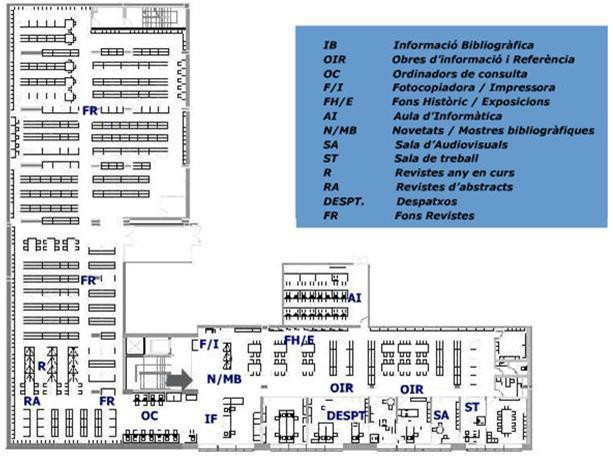 IB Informació Bibliogràfica
OIR Obres d'informació i Referència
OC Ordinadors de consulta
F/I Fotocopiadora / Impressora
FH/E Fons Històric / Exposicions
AI Aula d'Informàtica
N/MB Novetats / Mostres bibliogràfiques
SA Sala d'Audiovisuals
ST Sala de treball
R Revistes any en curs
RA Revistes d'abstracts
DESPT. Despatxos
FR Fons Revistes
FR
FR
AI
F/I
FH/E
R
N/MB
OIR
OIR
RA
FR
OC
IF
DESPT
SA
ST